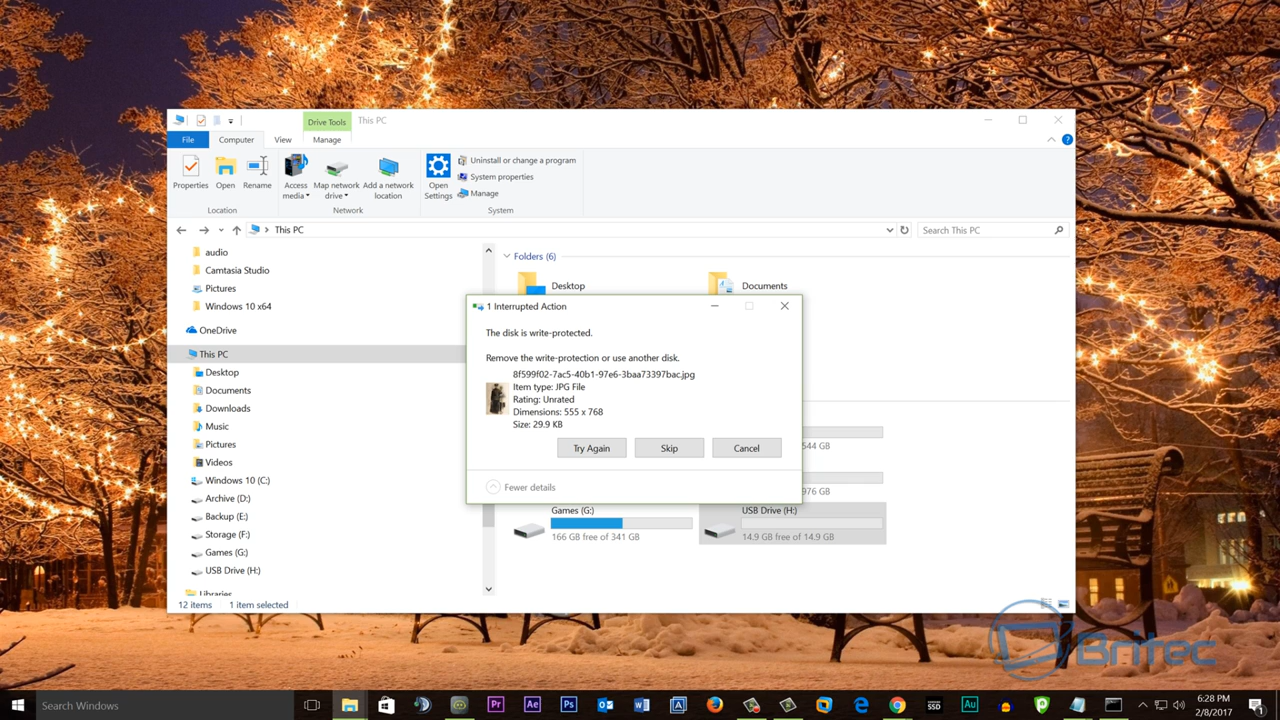 Drive Tools
This PC
File
Computer
View
Manage
Properties
Open
Rename
Access media
Map network drive
Add a network location
Open Settings
Uninstall or change a program
System properties
Manage
Location
Network
System
This PC
Search This PC
audio
Camtasia Studio
Pictures
Windows 10 x64
OneDrive
This PC
Desktop
Documents
Downloads
Music
Pictures
Videos
Windows 10 (C:)
Archive (D:)
Backup (E:)
Storage (F:)
Games (G:)
USB Drive (H:)
Libraries
Folders (6)
Desktop
Documents
1 Interrupted Action
The disk is write-protected.
Remove the write-protection or use another disk.
8f599f02-7ac5-40b1-97e6-3baa73397bac.jpg
Item type: JPG File
Rating: Unrated
Dimensions: 555 x 768
Size: 29.9 KB
Try Again
Skip
Cancel
Fewer details
544 GB
976 GB
Games (G:)
166 GB free of 341 GB
USB Drive (H:)
14.9 GB free of 14.9 GB
12 items
1 item selected
Britec
Search Windows
Pr
Ae
Ps
SSD
Au
6:28 PM
2/8/2017
1